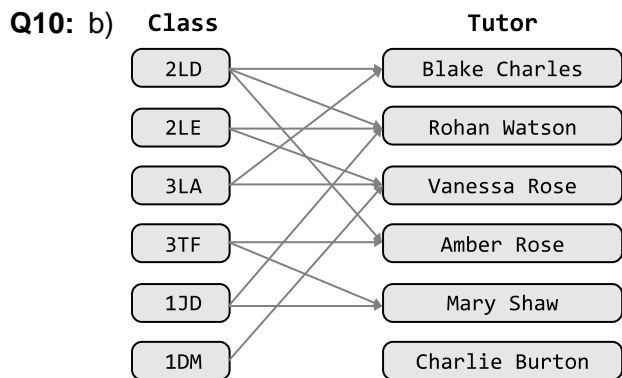 Q10: b) Class Tutor
2LD Blake Charles
2LE Rohan Watson
3LA Vanessa Rose
3TF Amber Rose
1JD Mary Shaw
1DM Charlie Burton